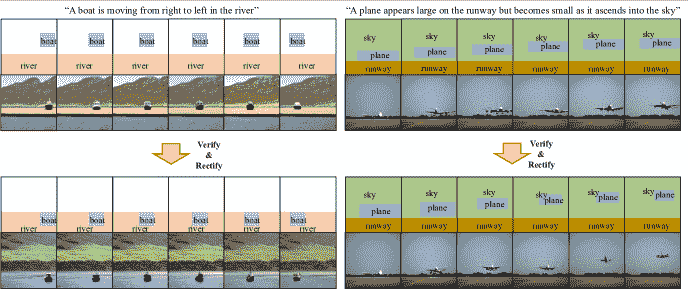 “A boat is moving from right to left in the river”
“A plane appears large on the runway but becomes small as it ascends into the sky”
boat boat boat boat boat boat
river river river river river river
sky sky sky sky sky sky
plane plane plane plane plane plane
runway runway runway runway runway runway
Verify
&
Rectify
Verify
&
Rectify
boat boat boat boat boat boat
river river river river river river
sky sky sky sky sky sky
plane plane plane plane plane plane
runway runway runway runway runway runway